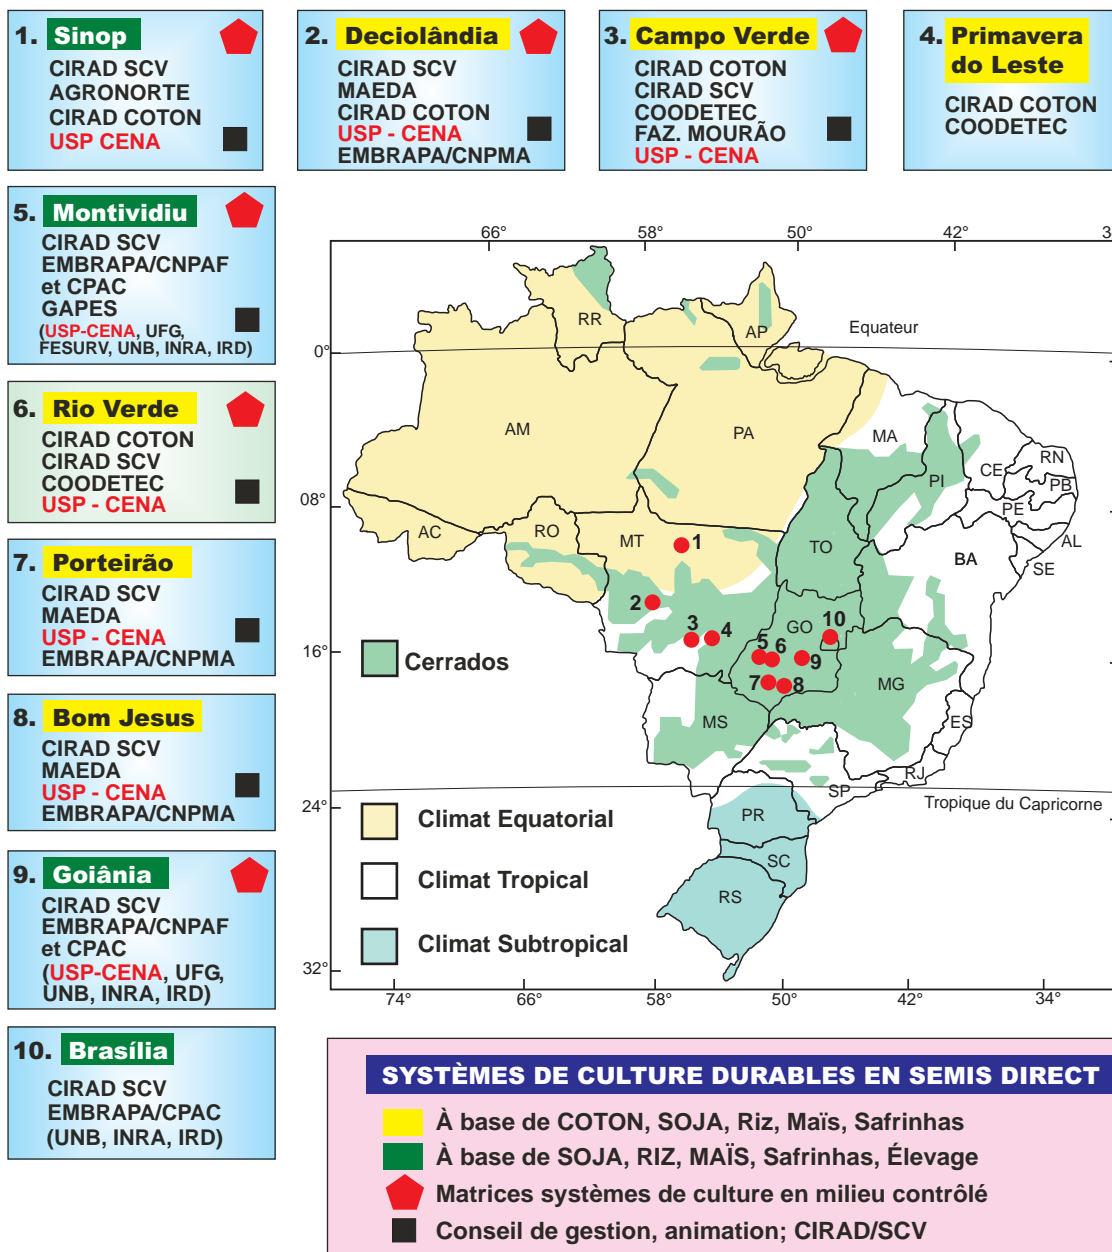 1. Sinop
CIRAD SCV
AGRONORTE
CIRAD COTON
USP CENA
2. Deciolândia
CIRAD SCV
MAEDA
CIRAD COTON
USP - CENA
EMBRAPA/CNPMA
3. Campo Verde
CIRAD COTON
CIRAD SCV
COODETEC
FAZ. MOURÃO
USP - CENA
4. Primavera
do Leste
CIRAD COTON
COODETEC
5. Montividiu
CIRAD SCV
EMBRAPA/CNPAF
et CPAC
GAPES
(USP-CENA, UFG,
FESURV, UNB, INRA, IRD)
6. Rio Verde
CIRAD COTON
CIRAD SCV
COODETEC
USP - CENA
7. Porteirão
CIRAD SCV
MAEDA
USP - CENA
EMBRAPA/CNPMA
8. Bom Jesus
CIRAD SCV
MAEDA
USP - CENA
EMBRAPA/CNPMA
9. Goiânia
CIRAD SCV
EMBRAPA/CNPAF
et CPAC
(USP-CENA, UFG,
UNB, INRA, IRD)
10. Brasília
CIRAD SCV
EMBRAPA/CPAC
(UNB, INRA, IRD)
66° 58° 50° 42°
RR AP Equateur
0°
AM PA MA CE RN
PI PB
08° PE
AC RO MT 1 TO BA AL
SE
2
3 4 GO 10
16° 5 6 9
Cerrados
7 8 MG
MS ES
RJ
SP
24° Tropique du Capricorne
PR
Climat Equatorial
SC
Climat Tropical
RS
Climat Subtropical
32°
74° 66° 58° 50° 42° 34°
SYSTÈMES DE CULTURE DURABLES EN SEMIS DIRECT
À base de COTON, SOJA, Riz, Maïs, Safrinhas
À base de SOJA, RIZ, MAÏS, Safrinhas, Élevage
Matrices systèmes de culture en milieu contrôlé
Conseil de gestion, animation; CIRAD/SCV